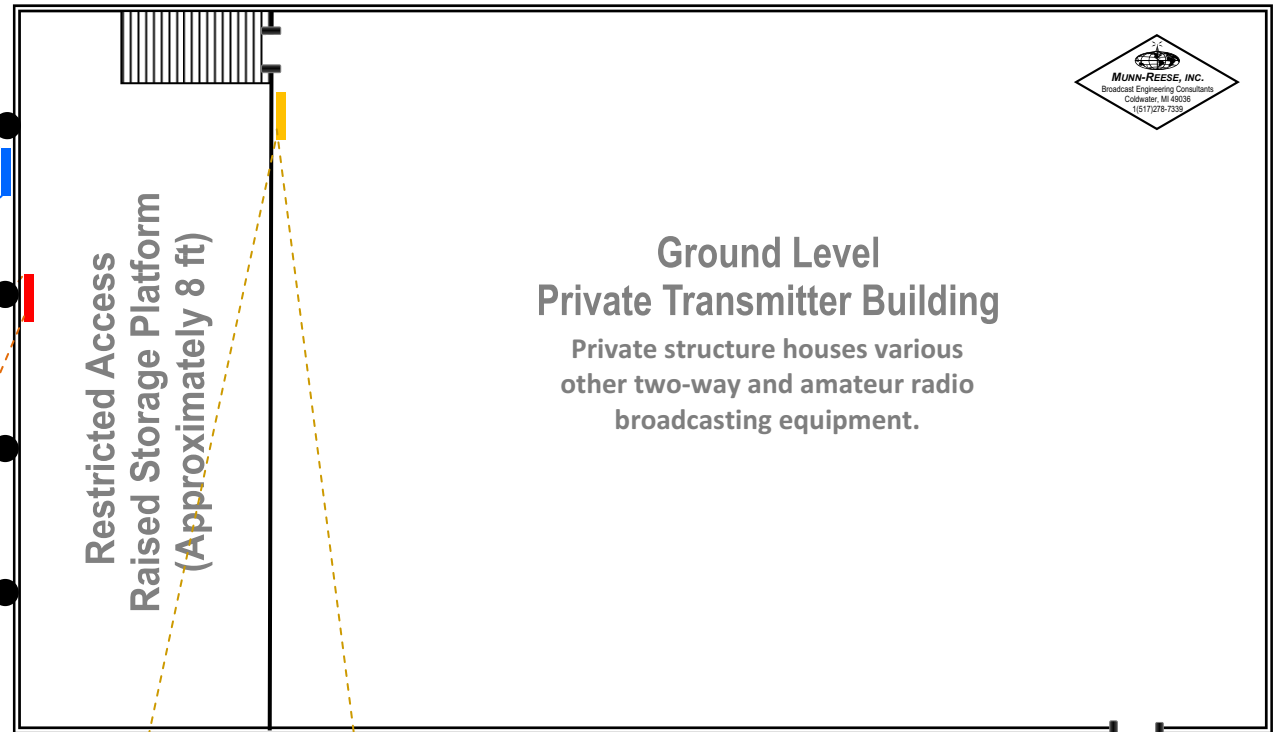 Restricted Access
Raised Storage Platform
(Approximately 8 ft)
Ground Level
Private Transmitter Building
Private structure houses various
other two-way and amateur radio
broadcasting equipment.
MUNN-REESE, INC.
Broadcast Engineering Consultants
Coldwater, MI 49036
1(517)278-7339